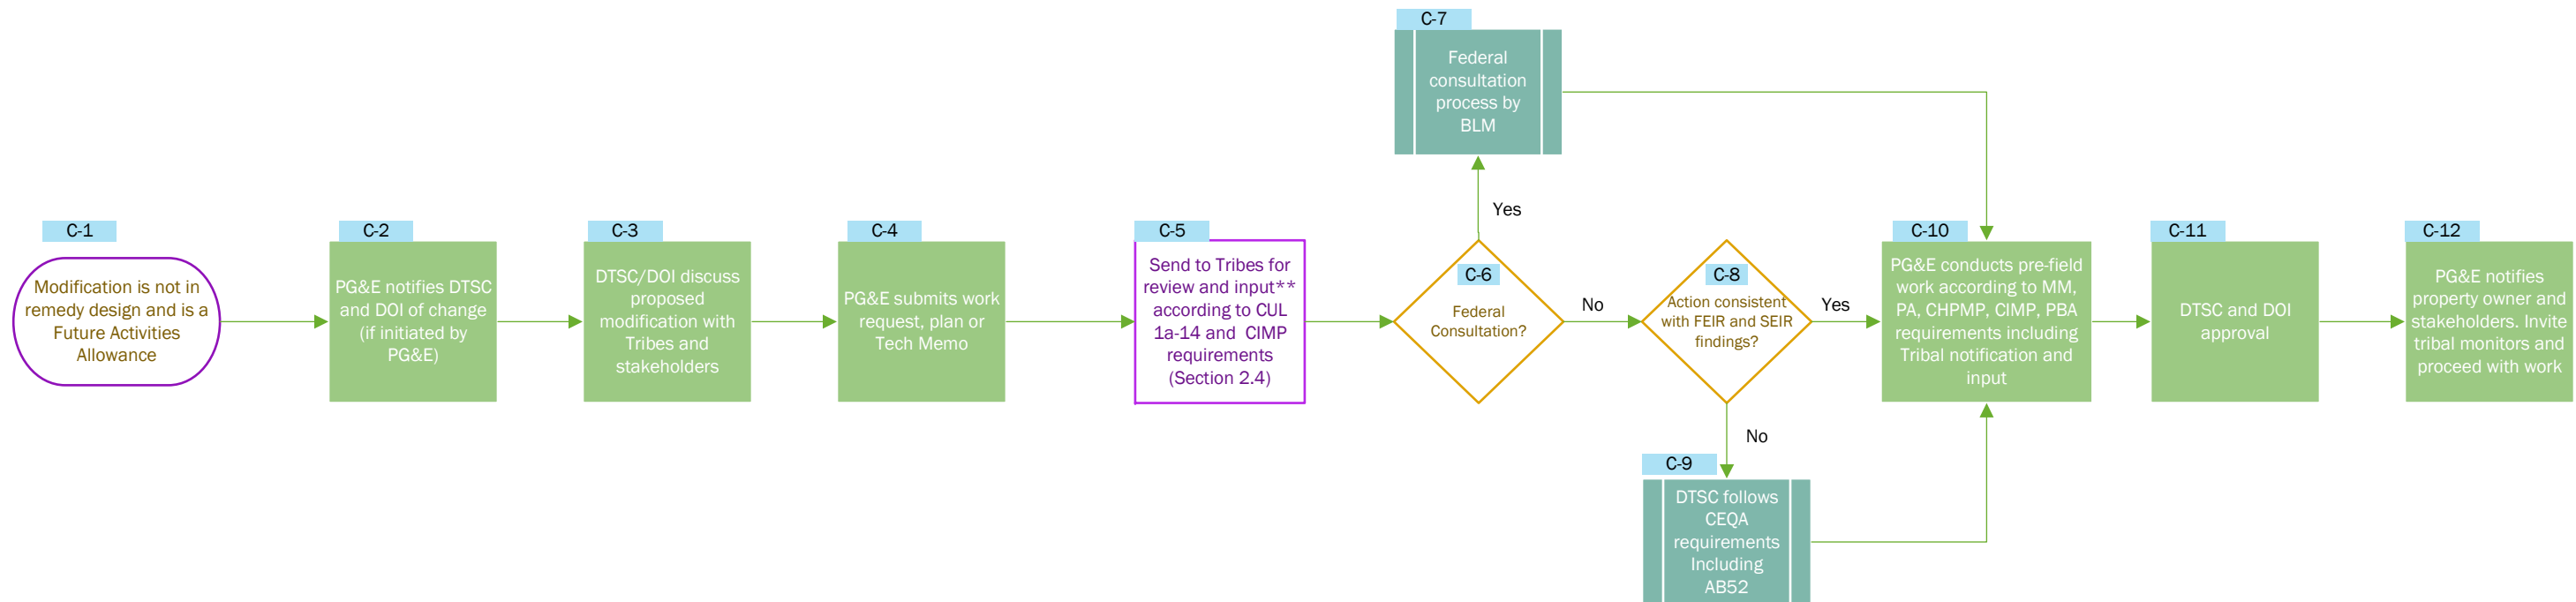 C-1
Modification is not in
remedy design and is a
Future Activities
Allowance
C-2
PG&E notifies DTSC
and DOI of change
(if initiated by
PG&E)
C-3
DTSC/DOI discuss
proposed
modification with
Tribes and
stakeholders
C-4
PG&E submits work
request, plan or
Tech Memo
C-5
Send to Tribes for
review and input**
according to CUL
1a-14 and CIMP
requirements
(Section 2.4)
C-6
Federal
Consultation?
Yes
No
C-7
Federal
consultation
process by
BLM
C-8
Action consistent
with FEIR and SEIR
findings?
Yes
No
C-9
DTSC follows
CEQA
requirements
Including
AB52
C-10
PG&E conducts pre-field
work according to MM,
PA, CHPMP, CIMP, PBA
requirements including
Tribal notification and
input
C-11
DTSC and DOI
approval
C-12
PG&E notifies
property owner and
stakeholders. Invite
tribal monitors and
proceed with work